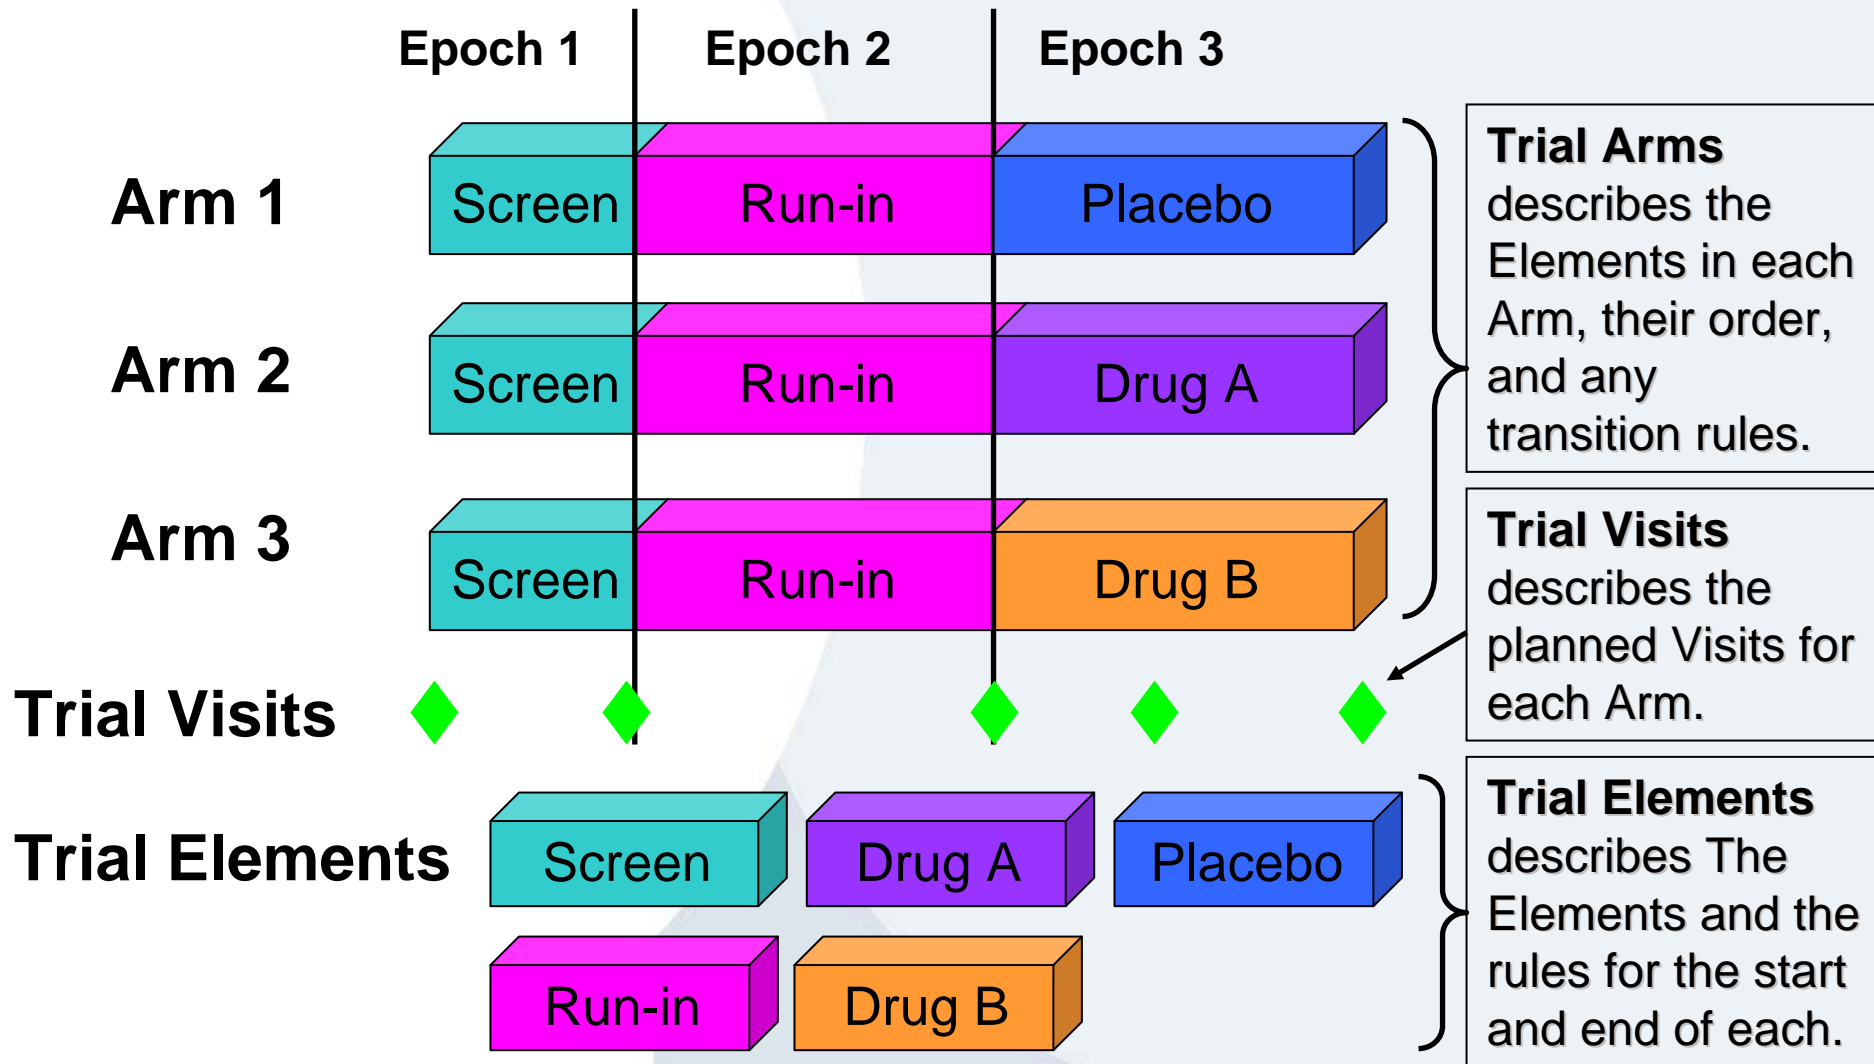 Epoch 1 Epoch 2 Epoch 3
Arm 1
Screen Run-in Placebo
Arm 2
Screen Run-in Drug A
Arm 3
Screen Run-in Drug B
Trial Arms
describes the
Elements in each
Arm, their order,
and any
transition rules.
Trial Visits
Trial Visits
describes the
planned Visits for
each Arm.
Trial Elements
Screen Drug A Placebo
Run-in Drug B
Trial Elements
describes The
Elements and the
rules for the start
and end of each.